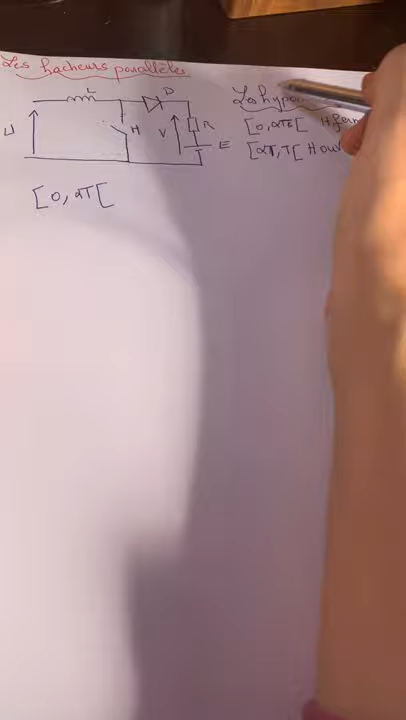 Les hacheurs parallèles
L D
U H V R E
Les hypo
[0, αT[ H ferm
[αT, T[ H ouv
[0, αT[